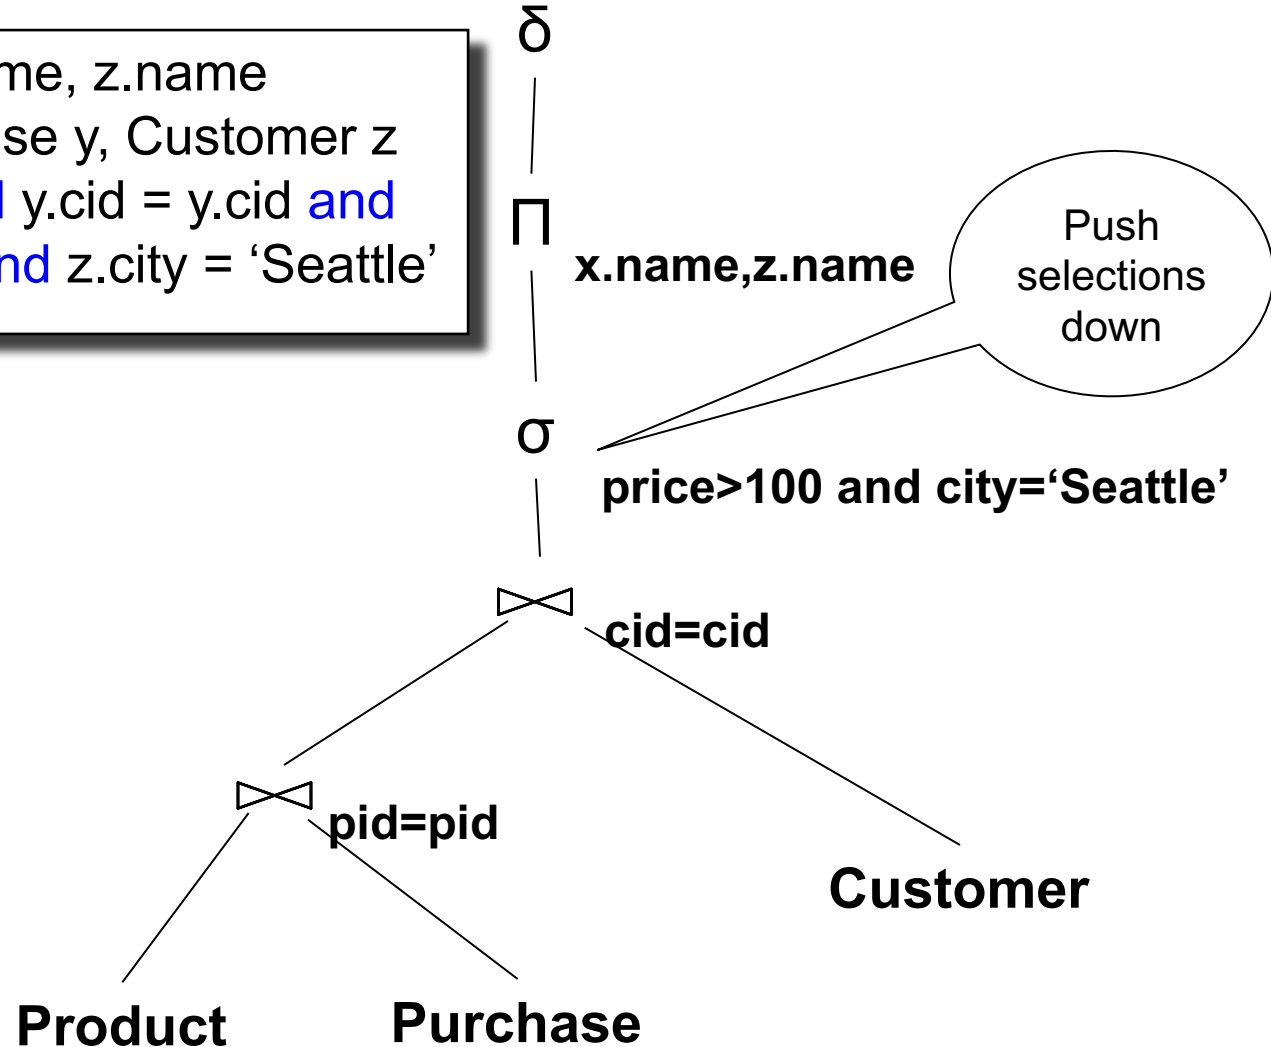 me, z.name
se y, Customer z
y.cid = y.cid and
nd z.city = ‘Seattle’
δ
Π
x.name,z.name
Push
selections
down
σ
price>100 and city=‘Seattle’
cid=cid
pid=pid
Customer
Product
Purchase